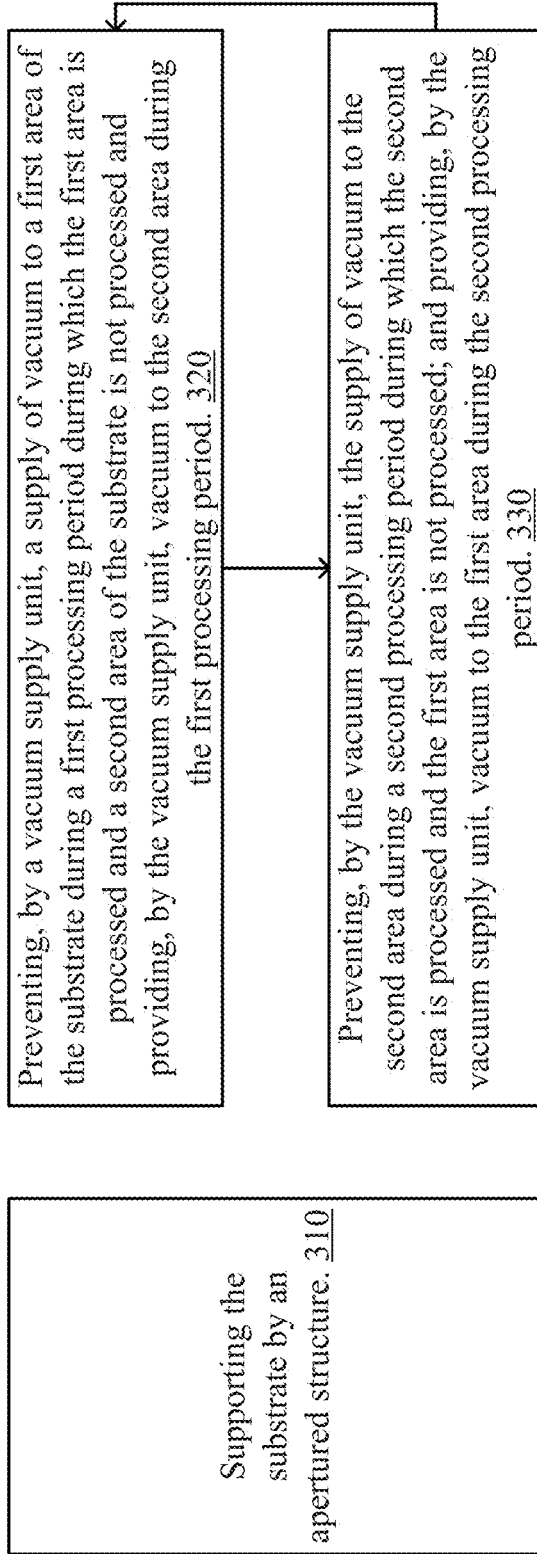 Supporting the
substrate by an
apertured structure. 310
Preventing, by a vacuum supply unit, a supply of vacuum to a first area of
the substrate during a first processing period during which the first area is
processed and a second area of the substrate is not processed and
providing, by the vacuum supply unit, vacuum to the second area during
the first processing period. 320
Preventing, by the vacuum supply unit, the supply of vacuum to the
second area during a second processing period during which the second
area is processed and the first area is not processed; and providing, by the
vacuum supply unit, vacuum to the first area during the second processing
period. 330